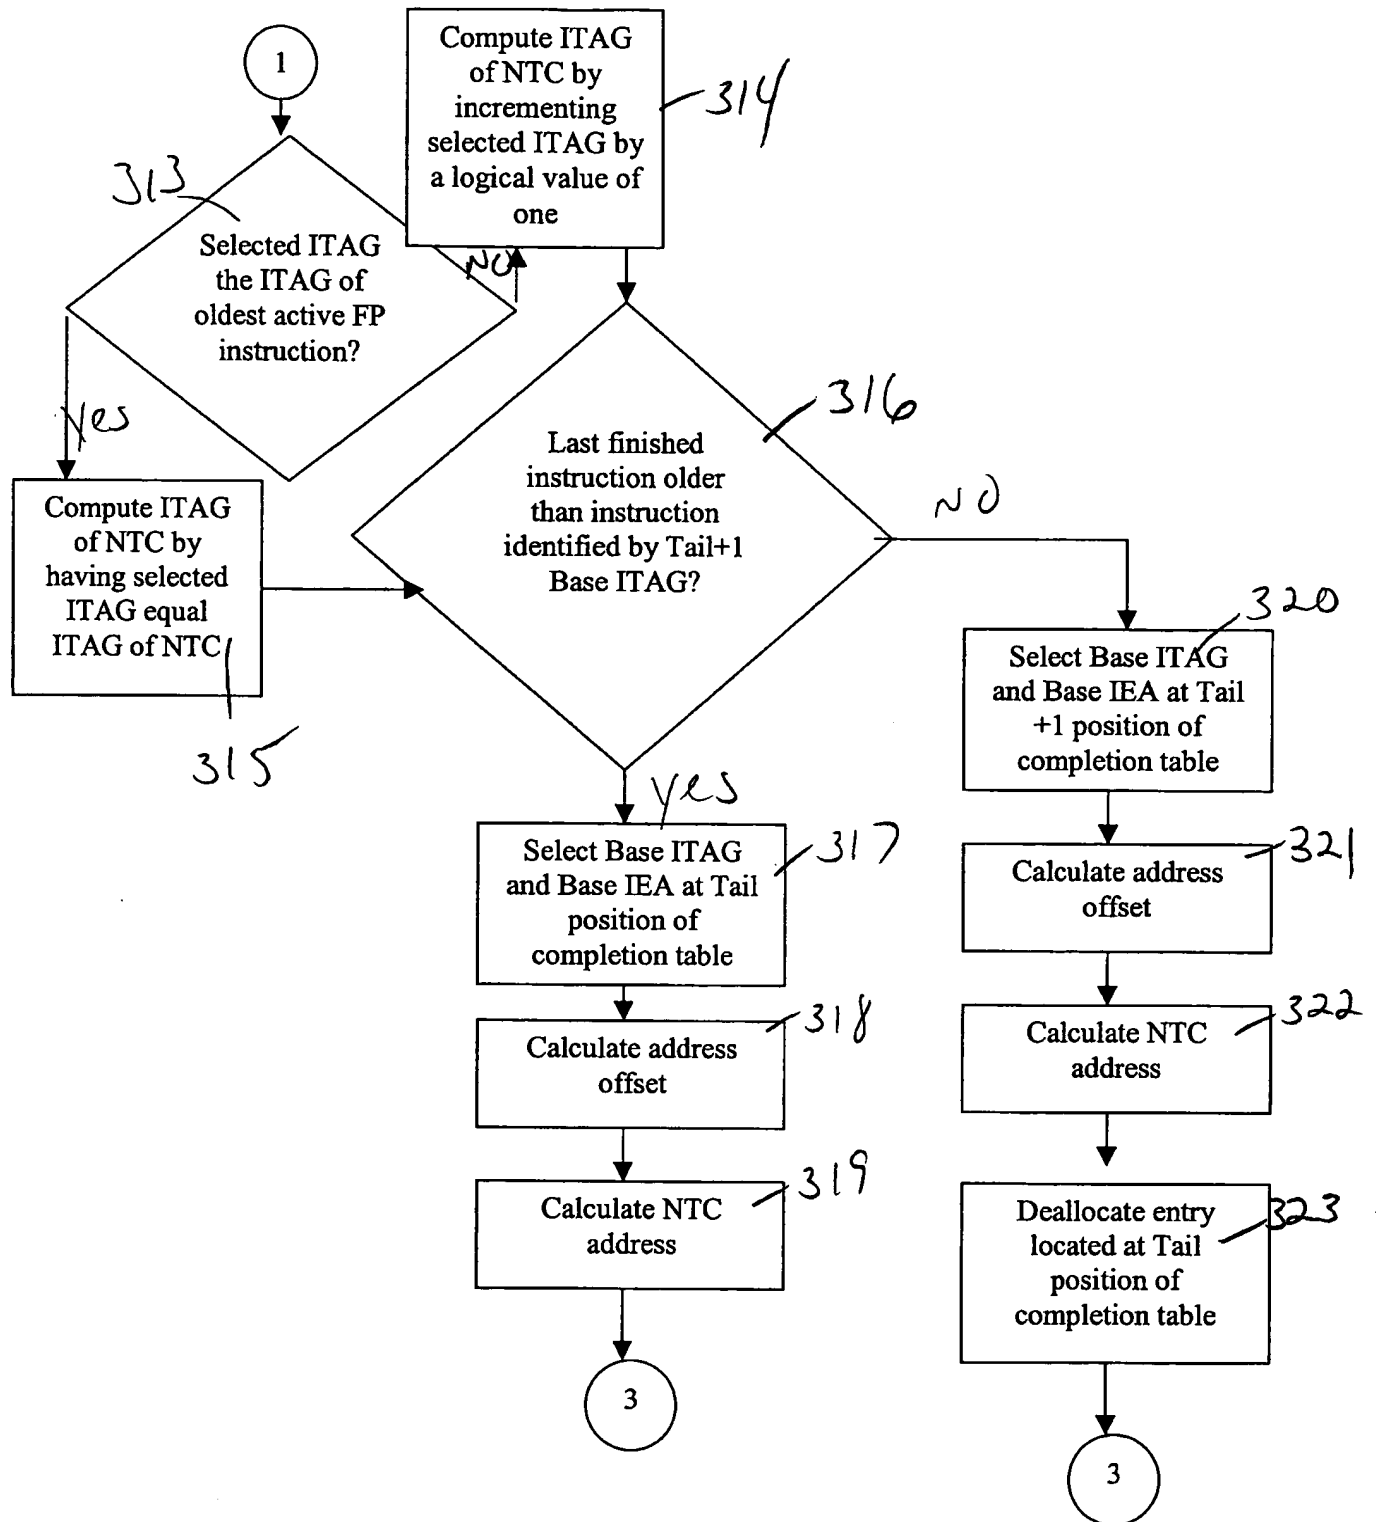 1
Compute ITAG
of NTC by
incrementing
selected ITAG by
a logical value of
one
314
313
Selected ITAG
the ITAG of
oldest active FP
instruction?
NO
yes
Compute ITAG
of NTC by
having selected
ITAG equal
ITAG of NTC
315
316
Last finished
instruction older
than instruction
identified by Tail+1
Base ITAG?
NO
yes
320
Select Base ITAG
and Base IEA at Tail
+1 position of
completion table
317
Select Base ITAG
and Base IEA at Tail
position of
completion table
321
Calculate address
offset
318
Calculate address
offset
322
Calculate NTC
address
319
Calculate NTC
address
323
Deallocate entry
located at Tail
position of
completion table
3
3